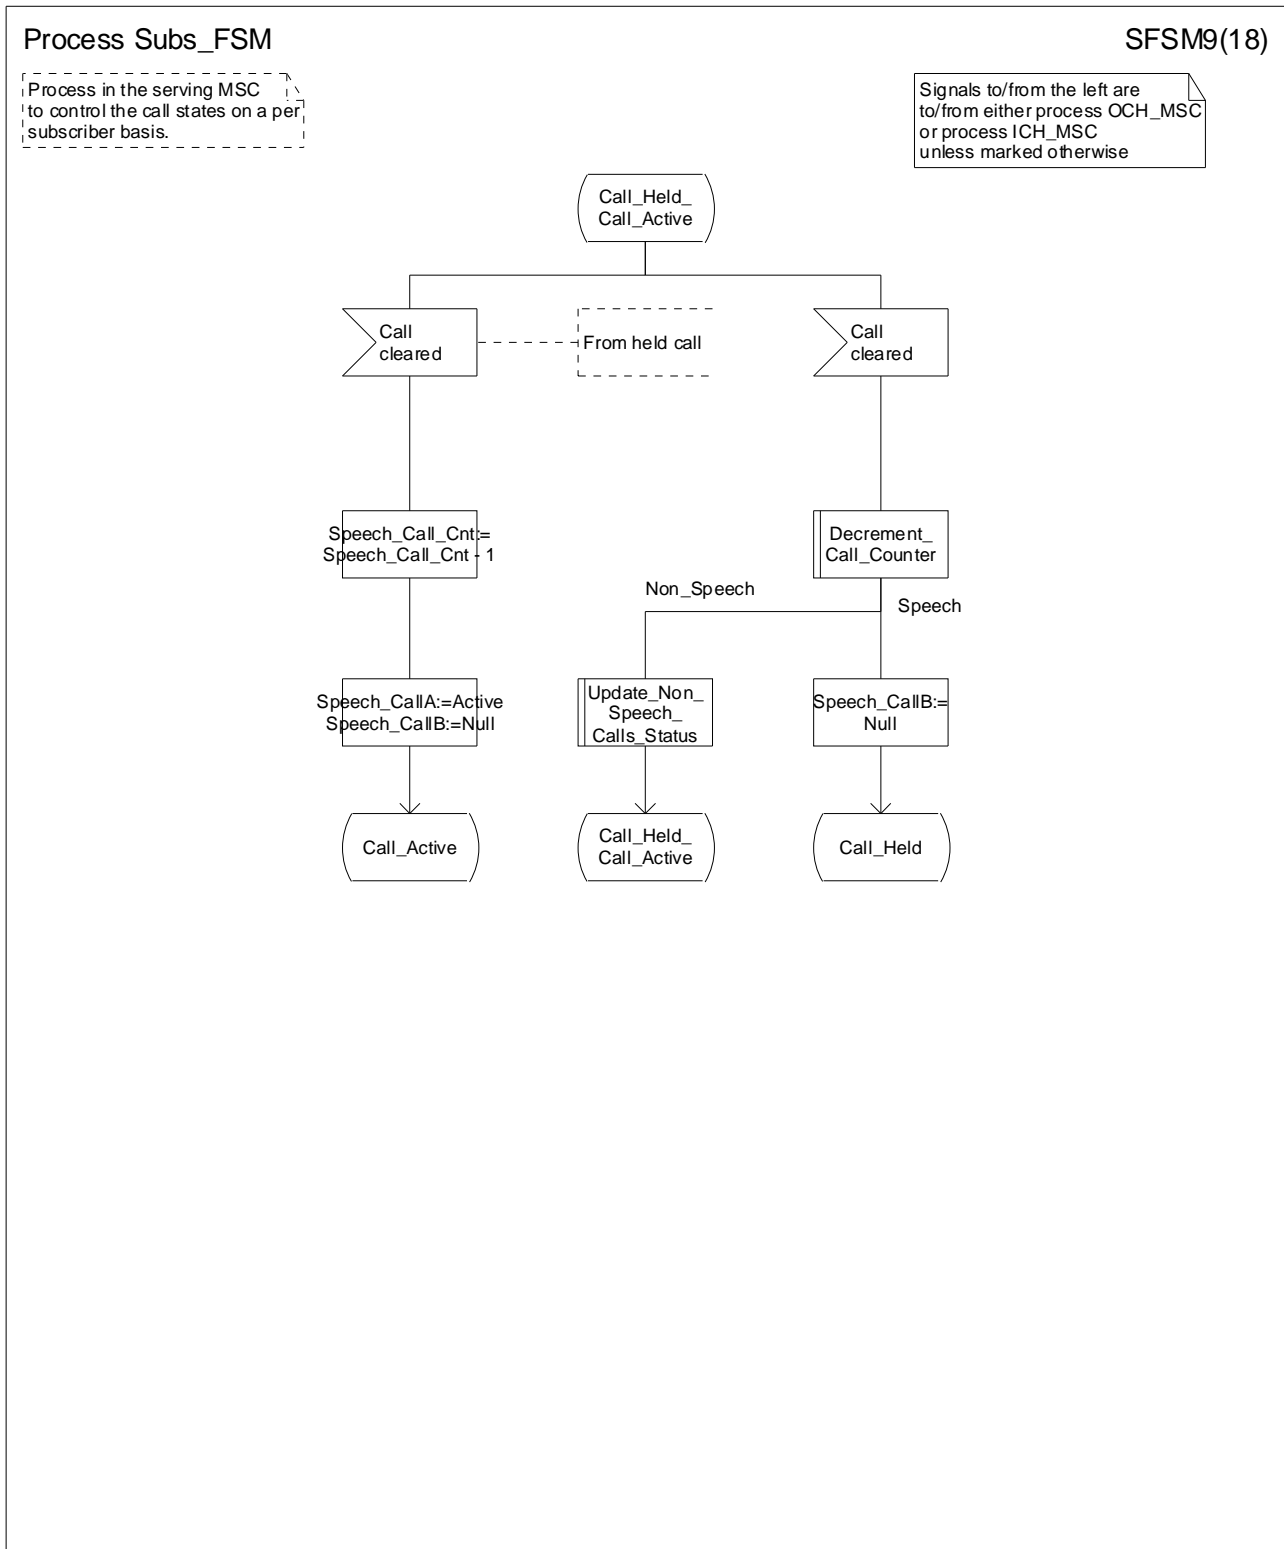 Process Subs_FSM
SFSM9(18)
Process in the serving MSC
to control the call states on a per
subscriber basis.
Signals to/from the left are
to/from either process OCH_MSC
or process ICH_MSC
unless marked otherwise
Call_Held_
Call_Active
Call
cleared
From held call
Call
cleared
Speech_Call_Cnt:=
Speech_Call_Cnt - 1
Decrement_
Call_Counter
Non_Speech
Speech
Speech_CallA:=Active
Speech_CallB:=Null
Update_Non_
Speech_
Calls_Status
Speech_CallB:=
Null
Call_Active
Call_Held_
Call_Active
Call_Held